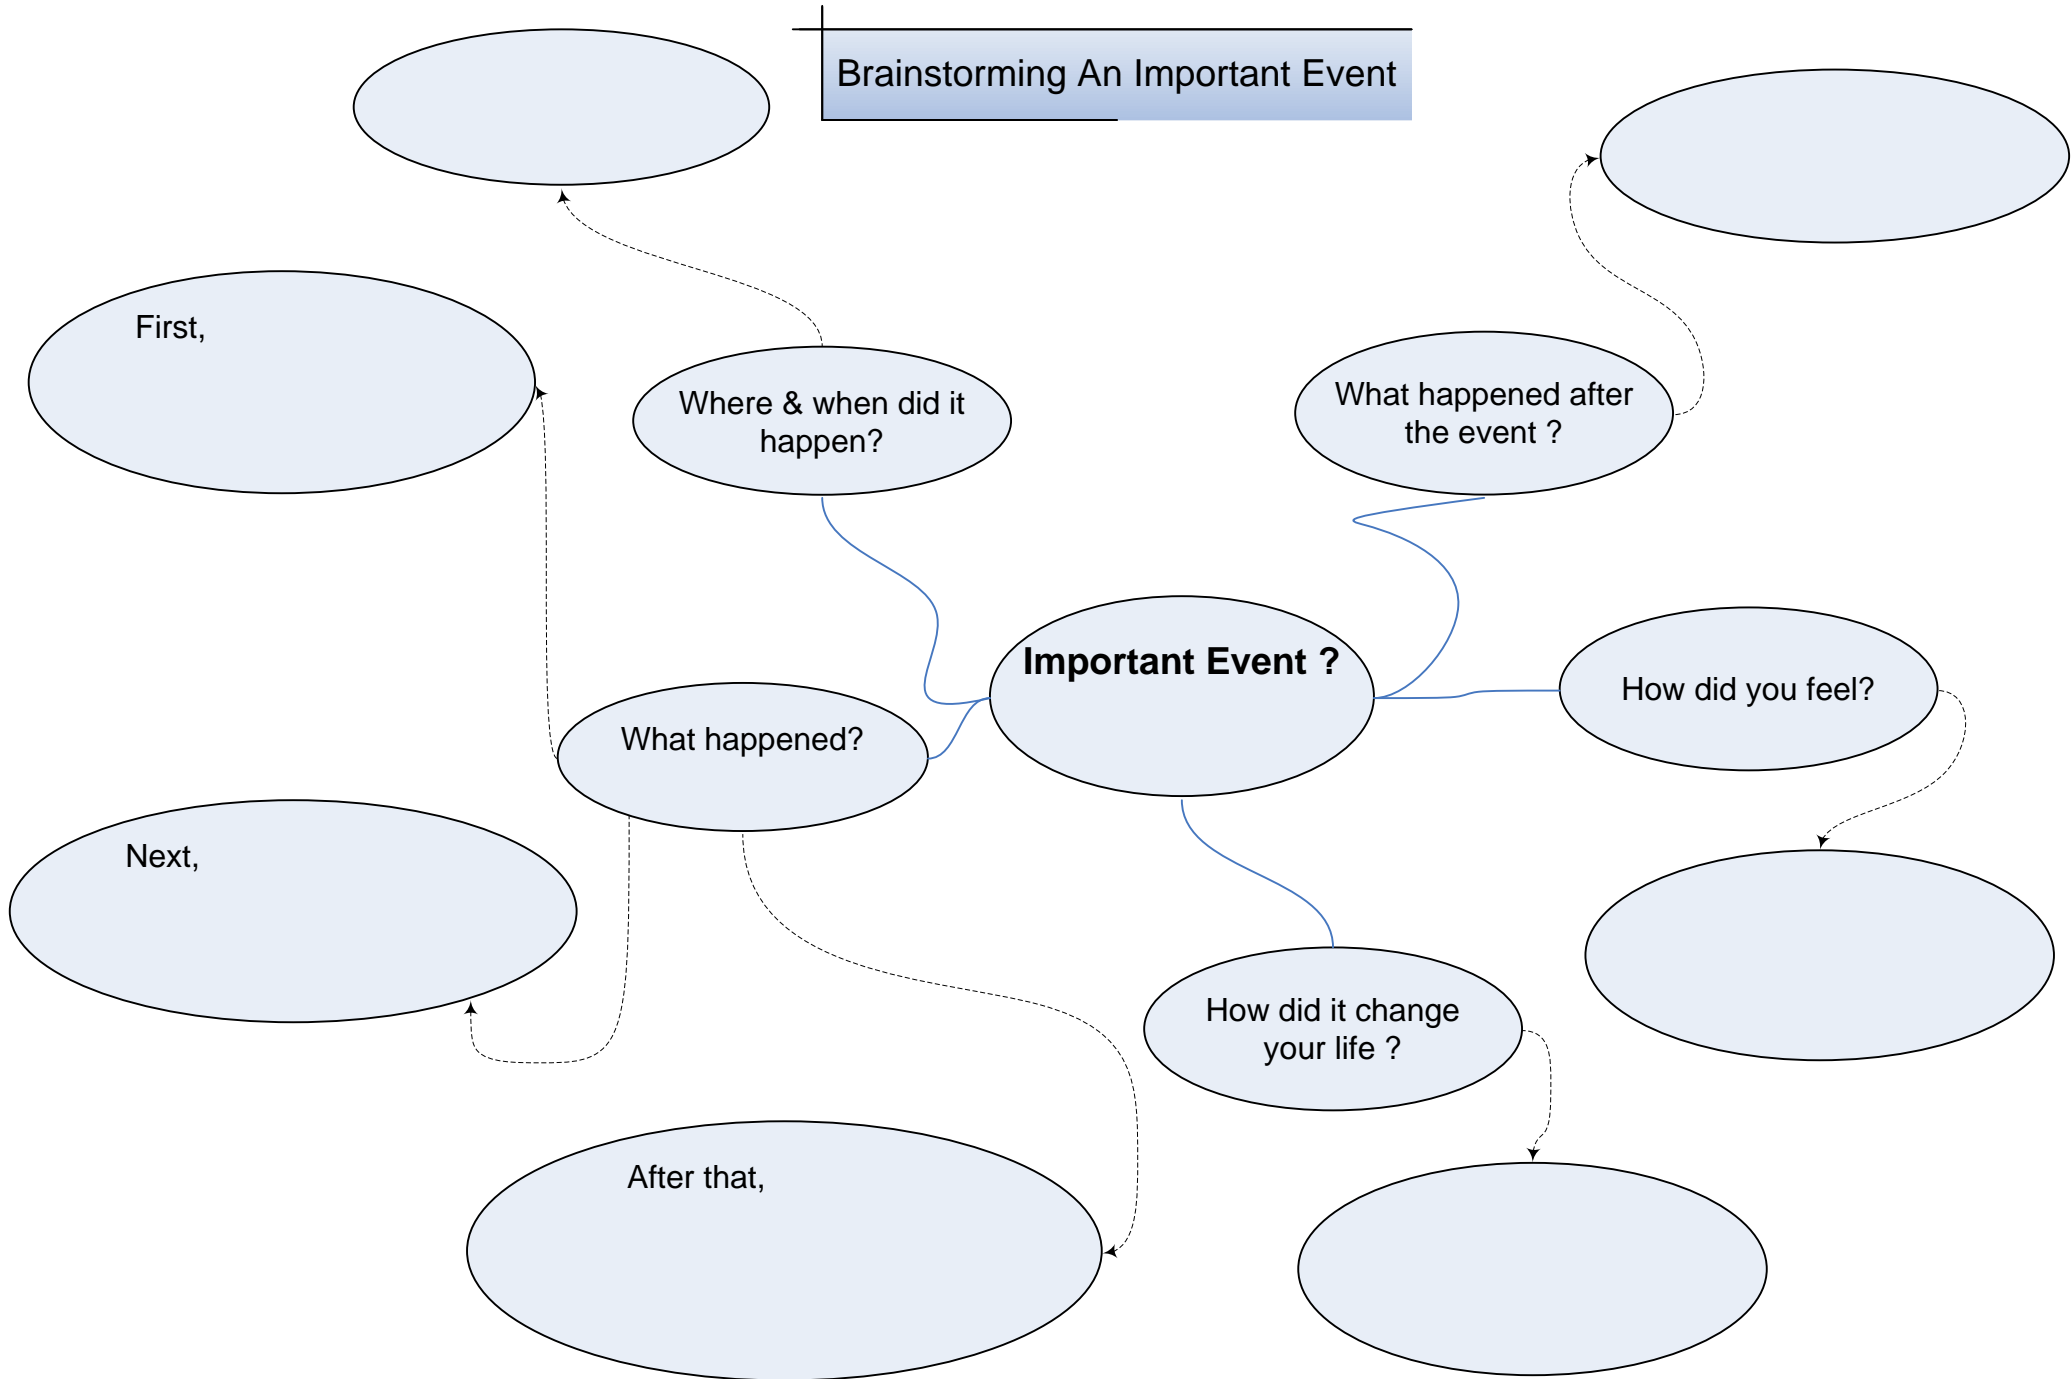 Brainstorming An Important Event
First,
Where & when did it
happen?
What happened after
the event ?
Important Event ?
How did you feel?
What happened?
Next,
How did it change
your life ?
After that,